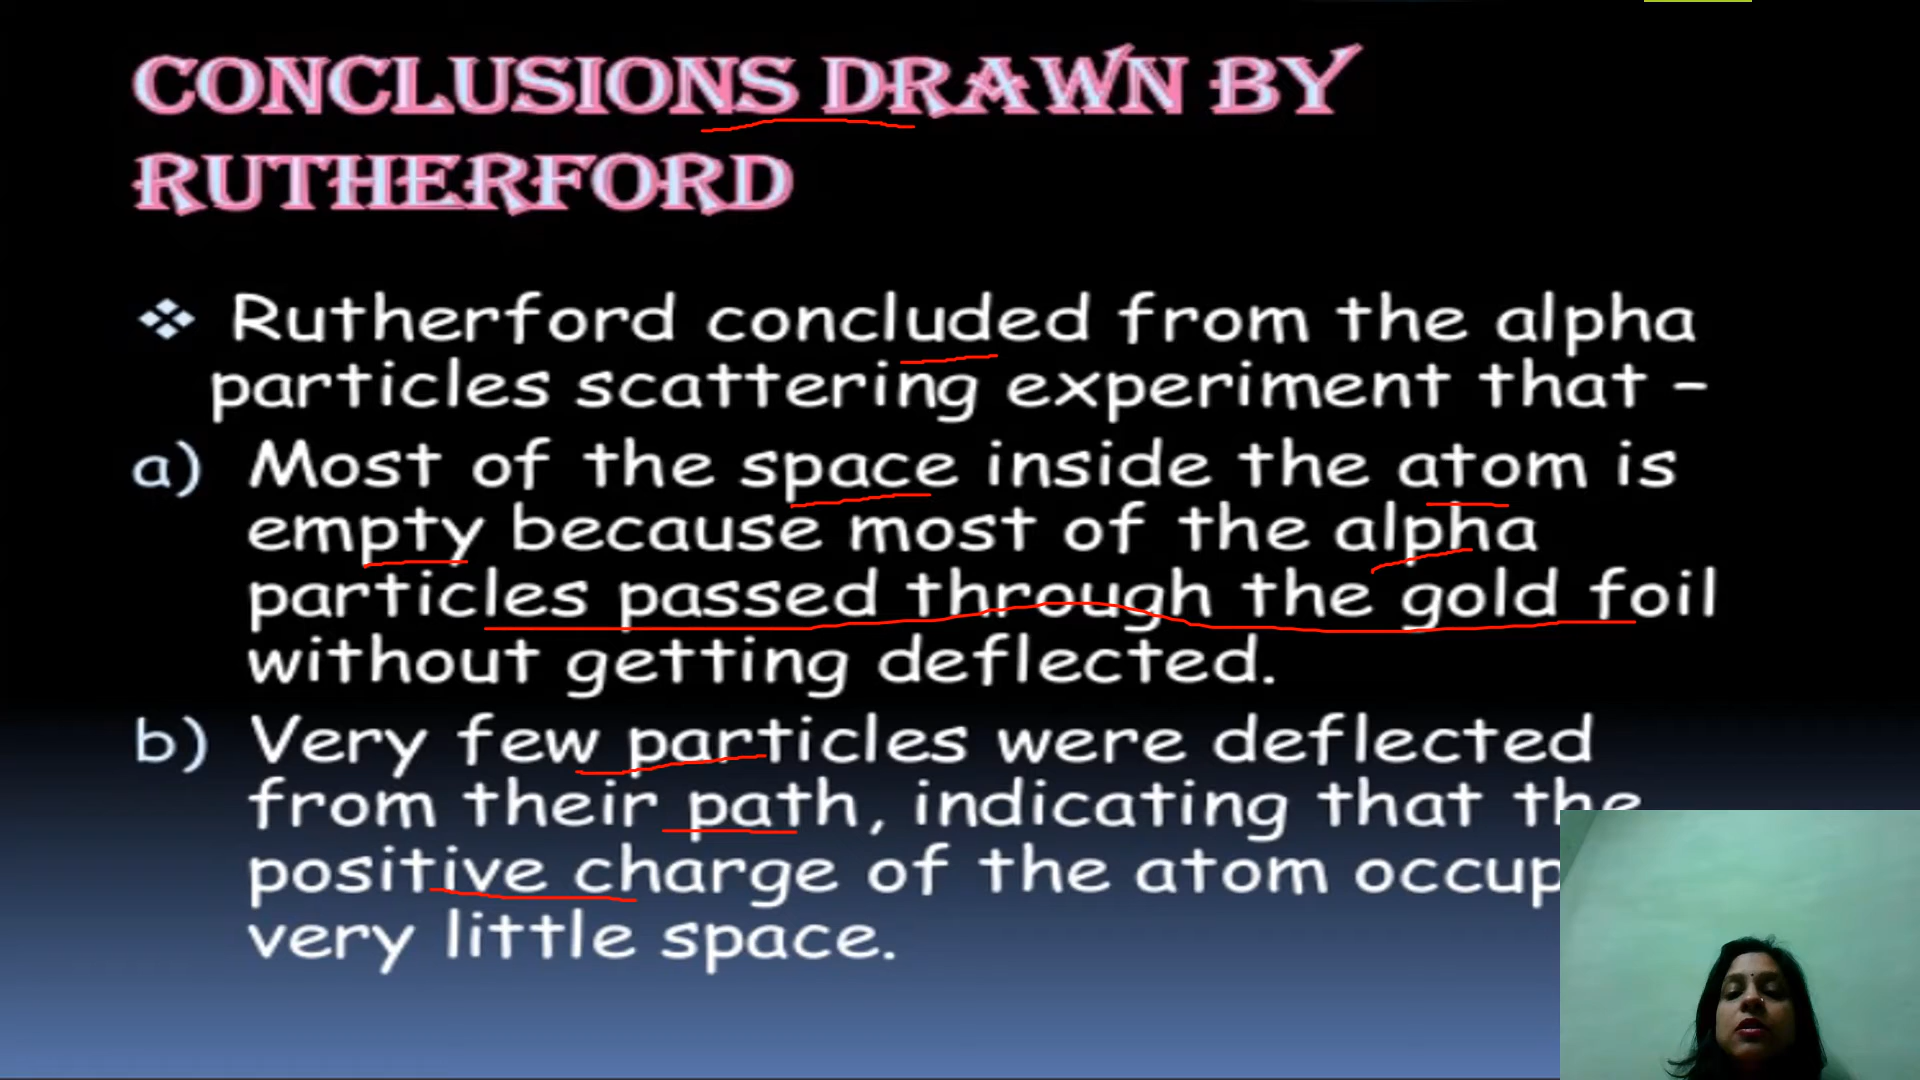 CONCLUSIONS DRAWN BY
RUTHERFORD
Rutherford concluded from the alpha
particles scattering experiment that –
a) Most of the space inside the atom is
empty because most of the alpha
particles passed through the gold foil
without getting deflected.
b) Very few particles were deflected
from their path, indicating that the
positive charge of the atom
very little space.